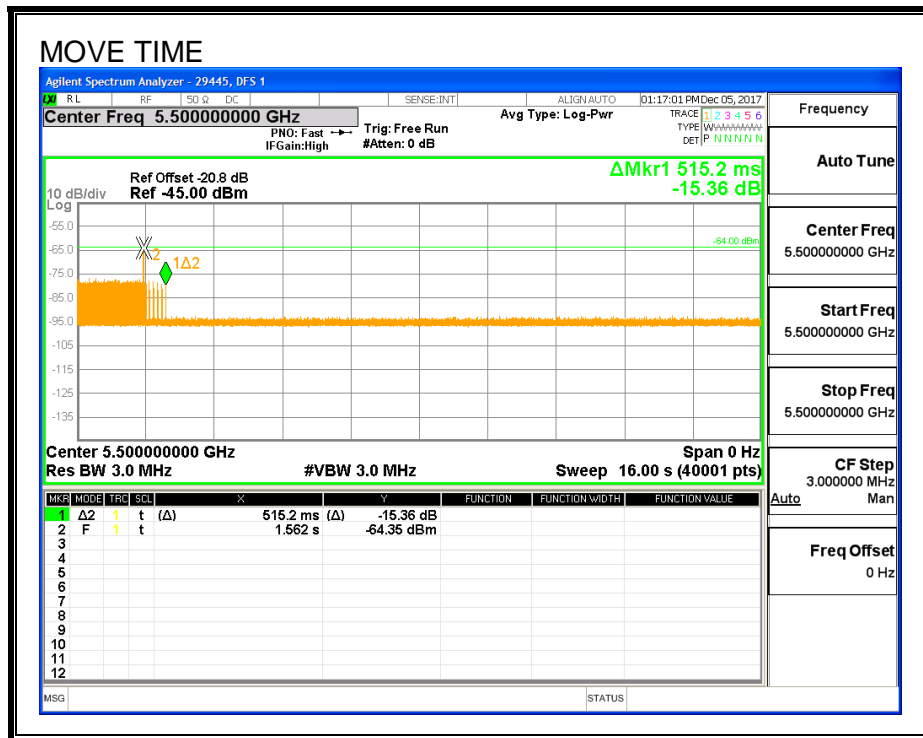 MOVE TIME
Agilent Spectrum Analyzer - 29445, DFS 1
LXI RL RF 50 Ω DC SENSE:INT ALIGN AUTO 01:17:01 PM Dec 05, 2017
Center Freq 5.500000000 GHz
PNO: Fast
IFGain:High
Trig: Free Run
#Atten: 0 dB
Avg Type: Log-Pwr
TRACE 1 2 3 4 5 6
TYPE WWWWWWWW
DET P N N N N N
ΔMkr1 515.2 ms
-15.36 dB
Ref Offset -20.8 dB
10 dB/div Ref -45.00 dBm
Log
-55.0
-64.00 dBm
-65.0
2
1Δ2
-75.0
-85.0
-95.0
-105
-115
-125
-135
Center 5.500000000 GHz Span 0 Hz
Res BW 3.0 MHz #VBW 3.0 MHz Sweep 16.00 s (40001 pts)
MKR MODE TRC SCL X Y FUNCTION FUNCTION WIDTH FUNCTION VALUE
1 Δ2 1 t (Δ) 515.2 ms (Δ) -15.36 dB
2 F 1 t 1.562 s -64.35 dBm
3
4
5
6
7
8
9
10
11
12
MSG STATUS
Frequency
Auto Tune
Center Freq
5.500000000 GHz
Start Freq
5.500000000 GHz
Stop Freq
5.500000000 GHz
CF Step
3.000000 MHz
Auto Man
Freq Offset
0 Hz